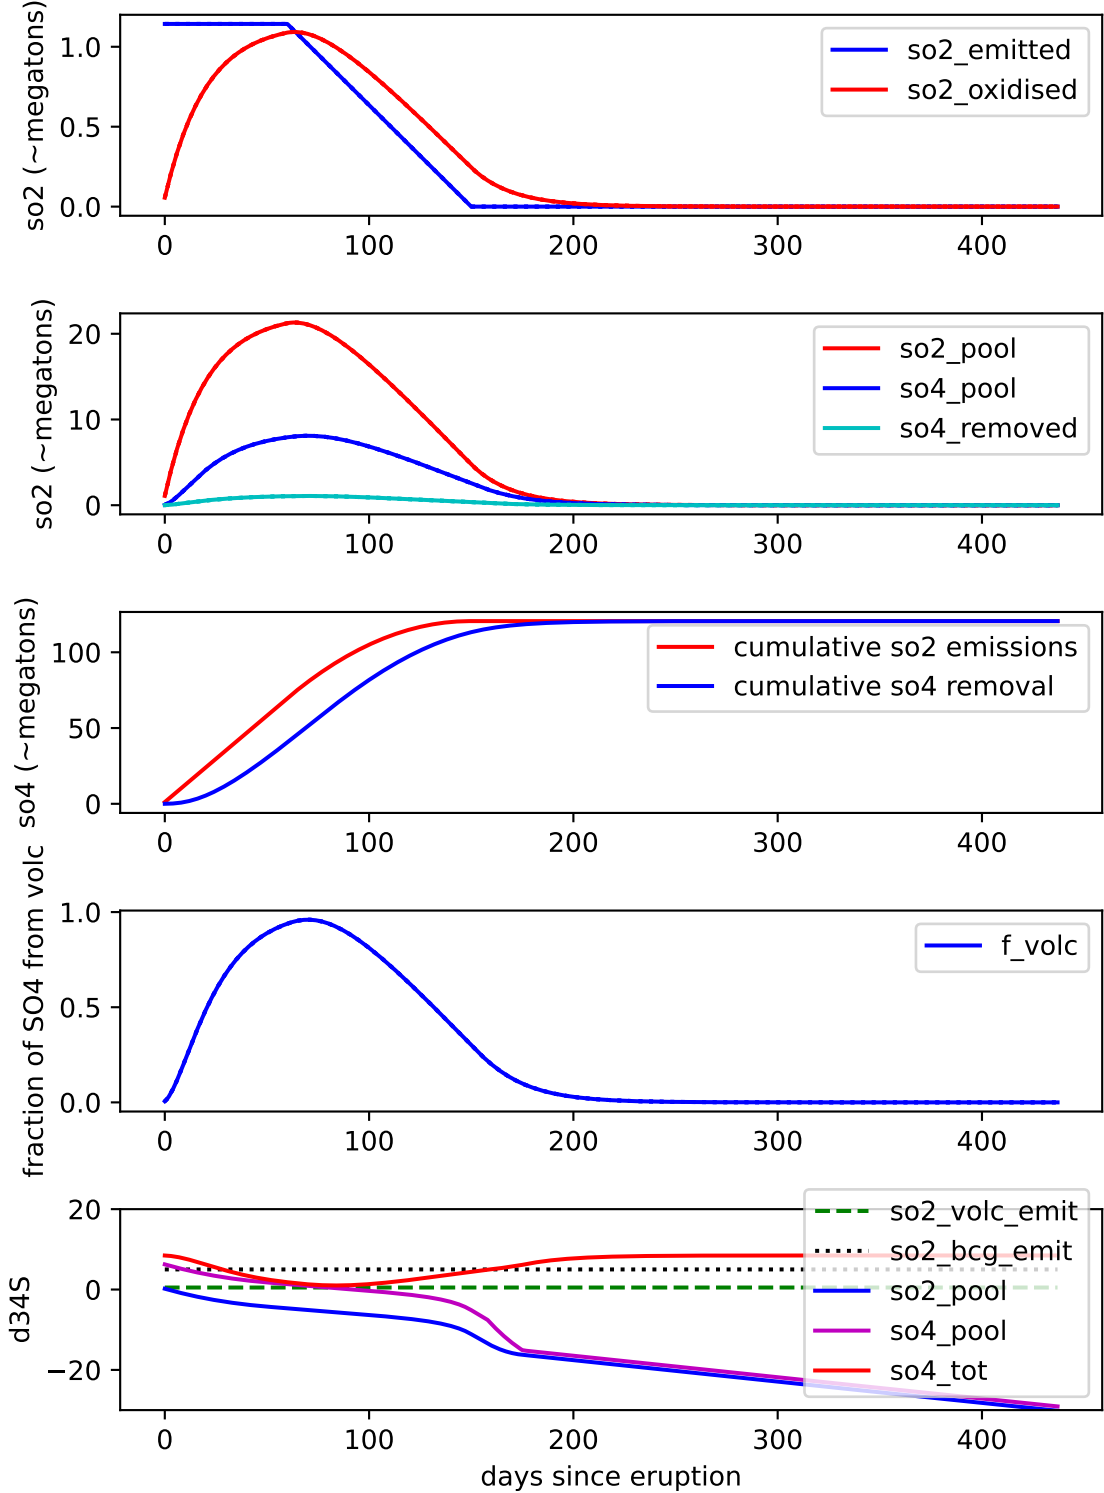 so2 (~megatons)
1.0
0.5
0.0
so2_emitted
so2_oxidised
0 100 200 300 400
so2 (~megatons)
20
10
0
so2_pool
so4_pool
so4_removed
0 100 200 300 400
so4 (~megatons)
100
50
0
cumulative so2 emissions
cumulative so4 removal
0 100 200 300 400
fraction of SO4 from volc
1.0
0.5
0.0
f_volc
0 100 200 300 400
d34S
20
0
−20
so2_volc_emit
so2_bcg_emit
so2_pool
so4_pool
so4_tot
0 100 200 300 400
days since eruption